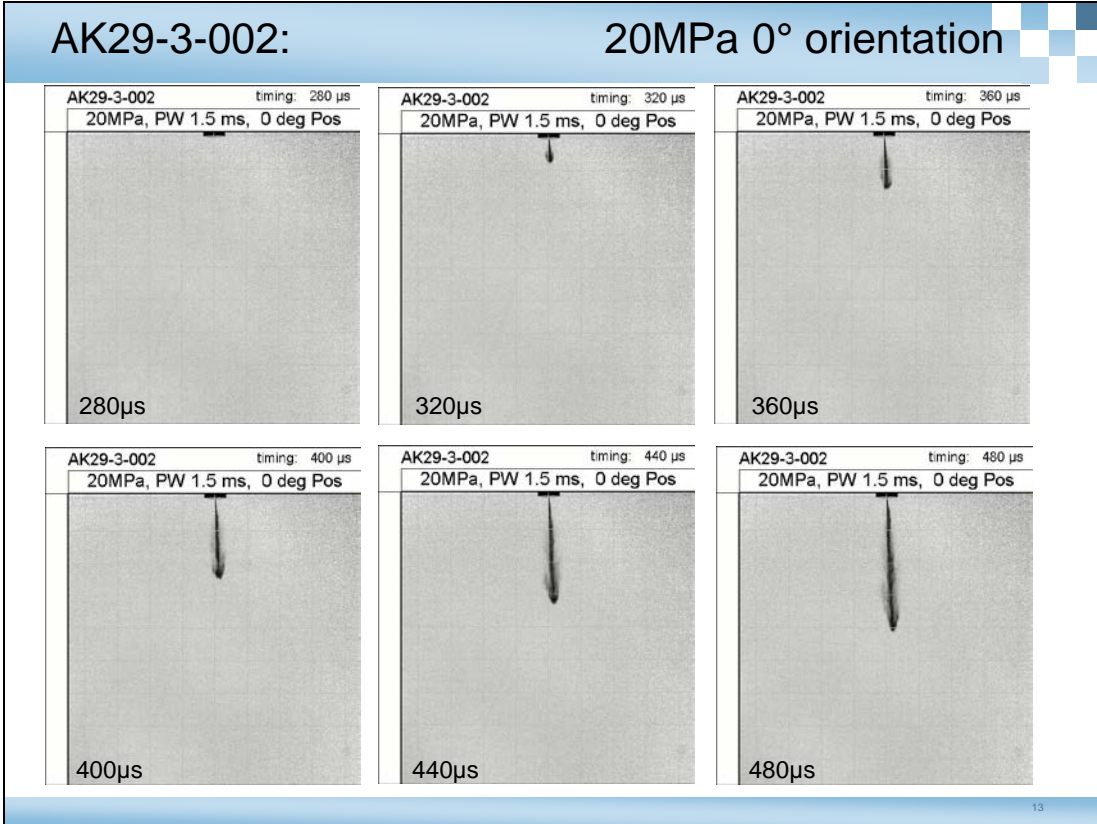 AK29-3-002: 20MPa 0° orientation
AK29-3-002 timing: 280 µs
20MPa, PW 1.5 ms, 0 deg Pos
280µs
AK29-3-002 timing: 320 µs
20MPa, PW 1.5 ms, 0 deg Pos
320µs
AK29-3-002 timing: 360 µs
20MPa, PW 1.5 ms, 0 deg Pos
360µs
AK29-3-002 timing: 400 µs
20MPa, PW 1.5 ms, 0 deg Pos
400µs
AK29-3-002 timing: 440 µs
20MPa, PW 1.5 ms, 0 deg Pos
440µs
AK29-3-002 timing: 480 µs
20MPa, PW 1.5 ms, 0 deg Pos
480µs
13